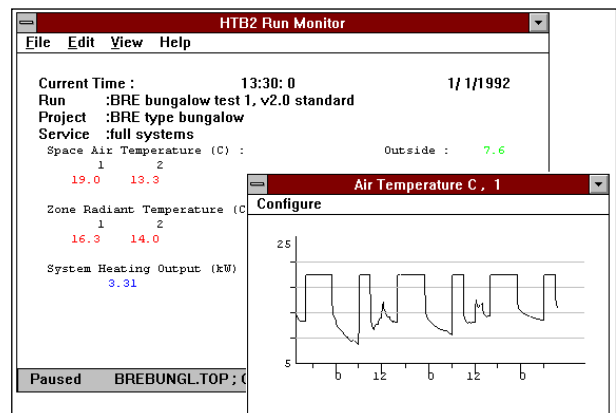 HTB2 Run Monitor
File Edit View Help
Current Time : 13:30: 0 1/ 1/1992
Run :BRE bungalow test 1, v2.0 standard
Project :BRE type bungalow
Service :full systems
Space Air Temperature (C) : Outside : 7.6
1 2
19.0 13.3
Zone Radiant Temperature (C
1 2
16.3 14.0
System Heating Output (kW)
3.31
Paused BREBUNGL.TOP ;
Air Temperature C , 1
Configure
25
5
0 12 0 0